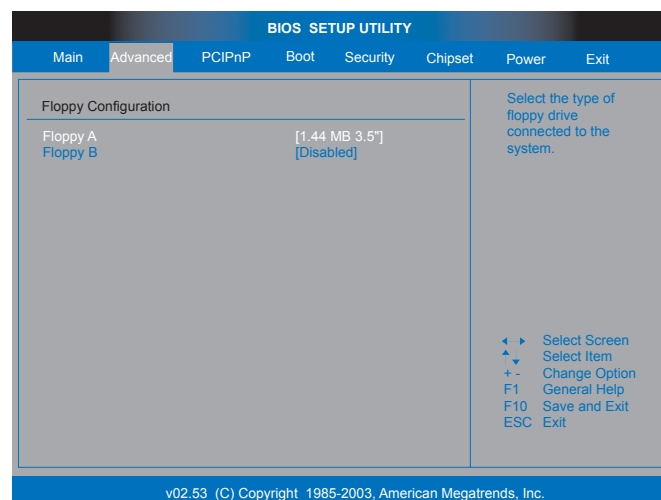 BIOS SETUP UTILITY
Main Advanced PCIPnP Boot Security Chipset Power Exit
Floppy Configuration
Floppy A [1.44 MB 3.5"]
Floppy B [Disabled]
Select the type of
floppy drive
connected to the
system.
Select Screen
Select Item
+ - Change Option
F1 General Help
F10 Save and Exit
ESC Exit
v02.53 (C) Copyright 1985-2003, American Megatrends, Inc.